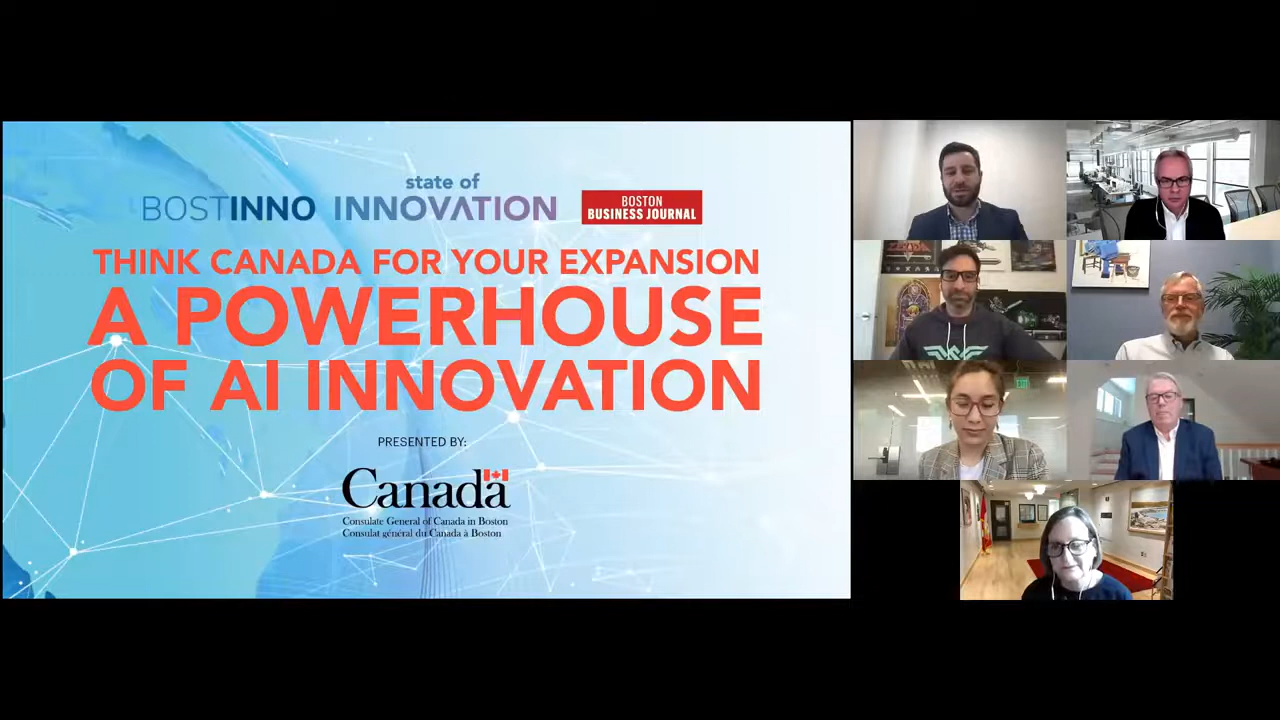 state of
BOSTINNO INNOVATION
BOSTON
BUSINESS JOURNAL
THINK CANADA FOR YOUR EXPANSION
A POWERHOUSE
OF AI INNOVATION
PRESENTED BY:
Canada
Consulate General of Canada in Boston
Consulat général du Canada à Boston